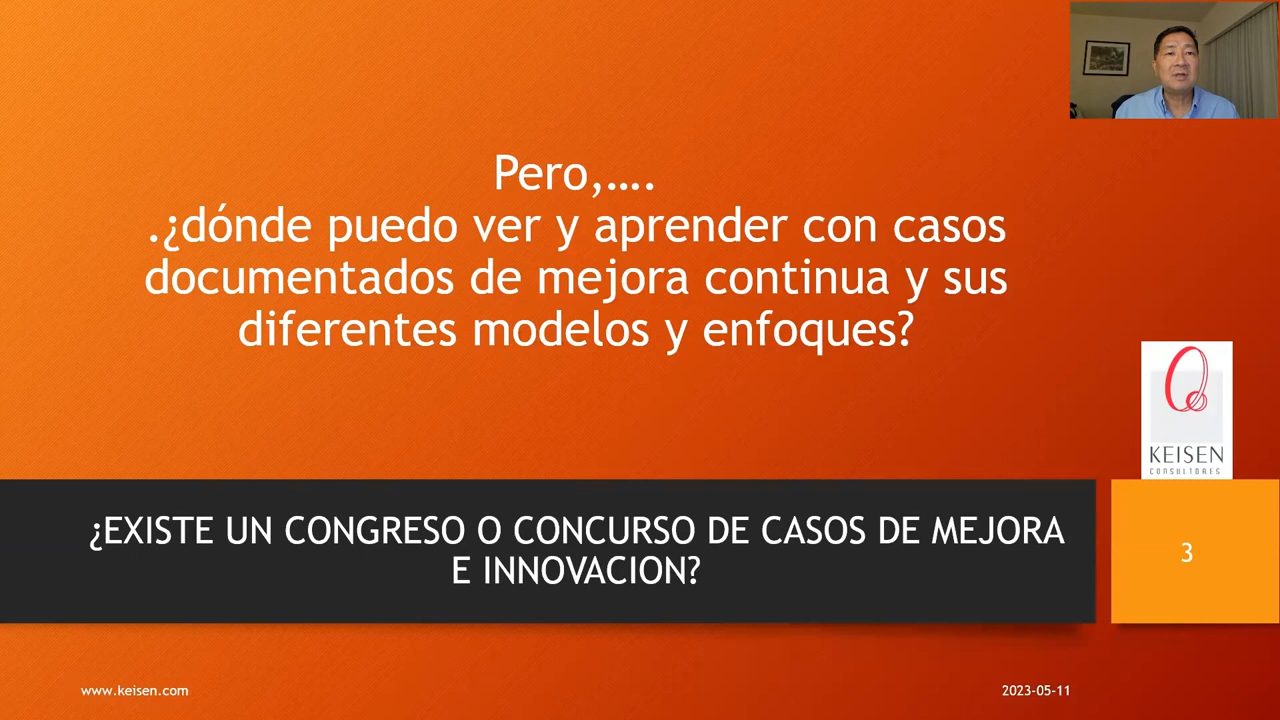 Pero,....
.¿dónde puedo ver y aprender con casos
documentados de mejora continua y sus
diferentes modelos y enfoques?
KEISEN
CONSULTORES
¿EXISTE UN CONGRESO O CONCURSO DE CASOS DE MEJORA
E INNOVACION?
3
www.keisen.com
2023-05-11